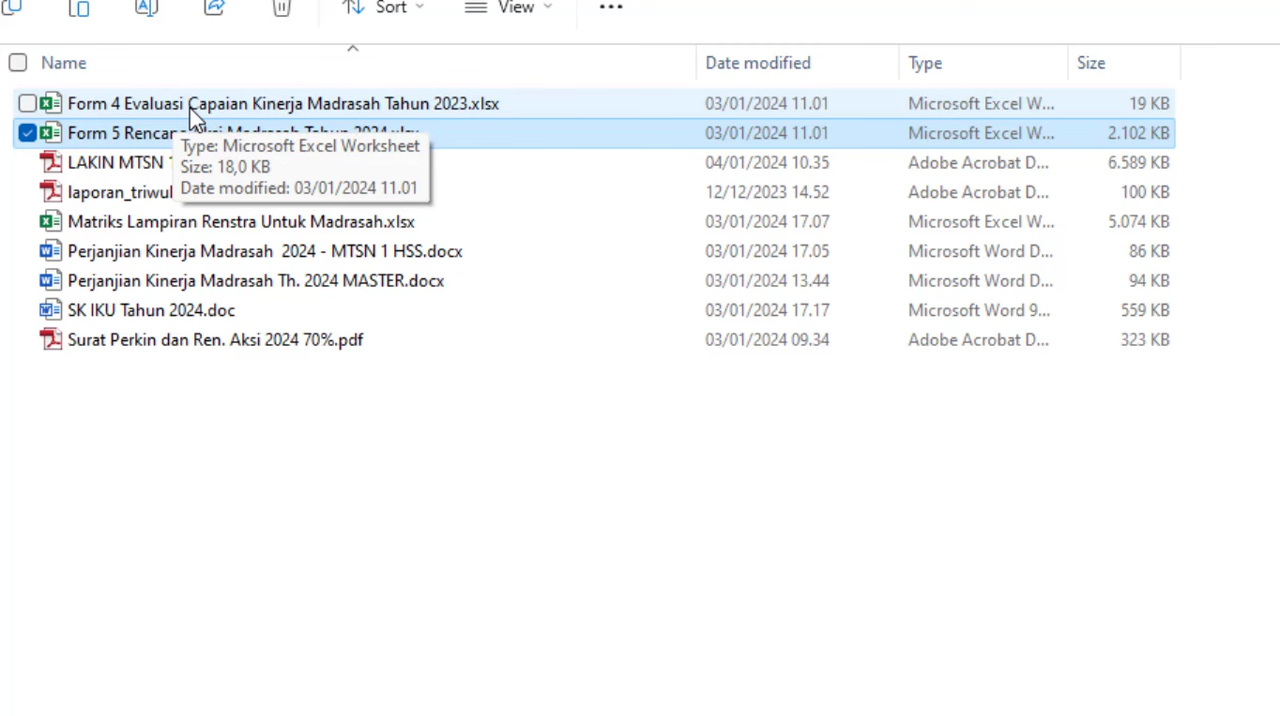 Sort
View
Name Date modified Type Size
Form 4 Evaluasi Capaian Kinerja Madrasah Tahun 2023.xlsx 03/01/2024 11.01 Microsoft Excel W... 19 KB
Form 5 Rencana Aksi Madrasah Tahun 2024.xlsx 03/01/2024 11.01 Microsoft Excel W... 2.102 KB
Type: Microsoft Excel Worksheet
Size: 18,0 KB
Date modified: 03/01/2024 11.01
LAKIN MTSN 1 04/01/2024 10.35 Adobe Acrobat D... 6.589 KB
laporan_triwul 12/12/2023 14.52 Adobe Acrobat D... 100 KB
Matriks Lampiran Renstra Untuk Madrasah.xlsx 03/01/2024 17.07 Microsoft Excel W... 5.074 KB
Perjanjian Kinerja Madrasah  2024 - MTSN 1 HSS.docx 03/01/2024 17.05 Microsoft Word D... 86 KB
Perjanjian Kinerja Madrasah Th. 2024 MASTER.docx 03/01/2024 13.44 Microsoft Word D... 94 KB
SK IKU Tahun 2024.doc 03/01/2024 17.17 Microsoft Word 9... 559 KB
Surat Perkin dan Ren. Aksi 2024 70%.pdf 03/01/2024 09.34 Adobe Acrobat D... 323 KB